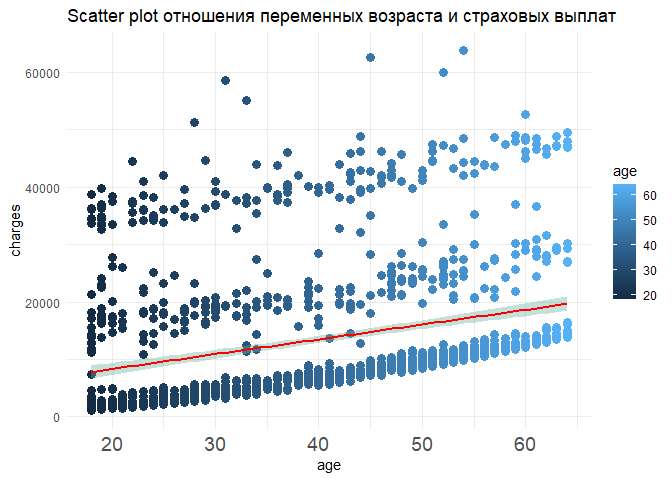 Scatter plot отношения переменных возраста и страховых выплат
60000
40000
20000
0
charges
20 30 40 50 60
age
age
60
50
40
30
20